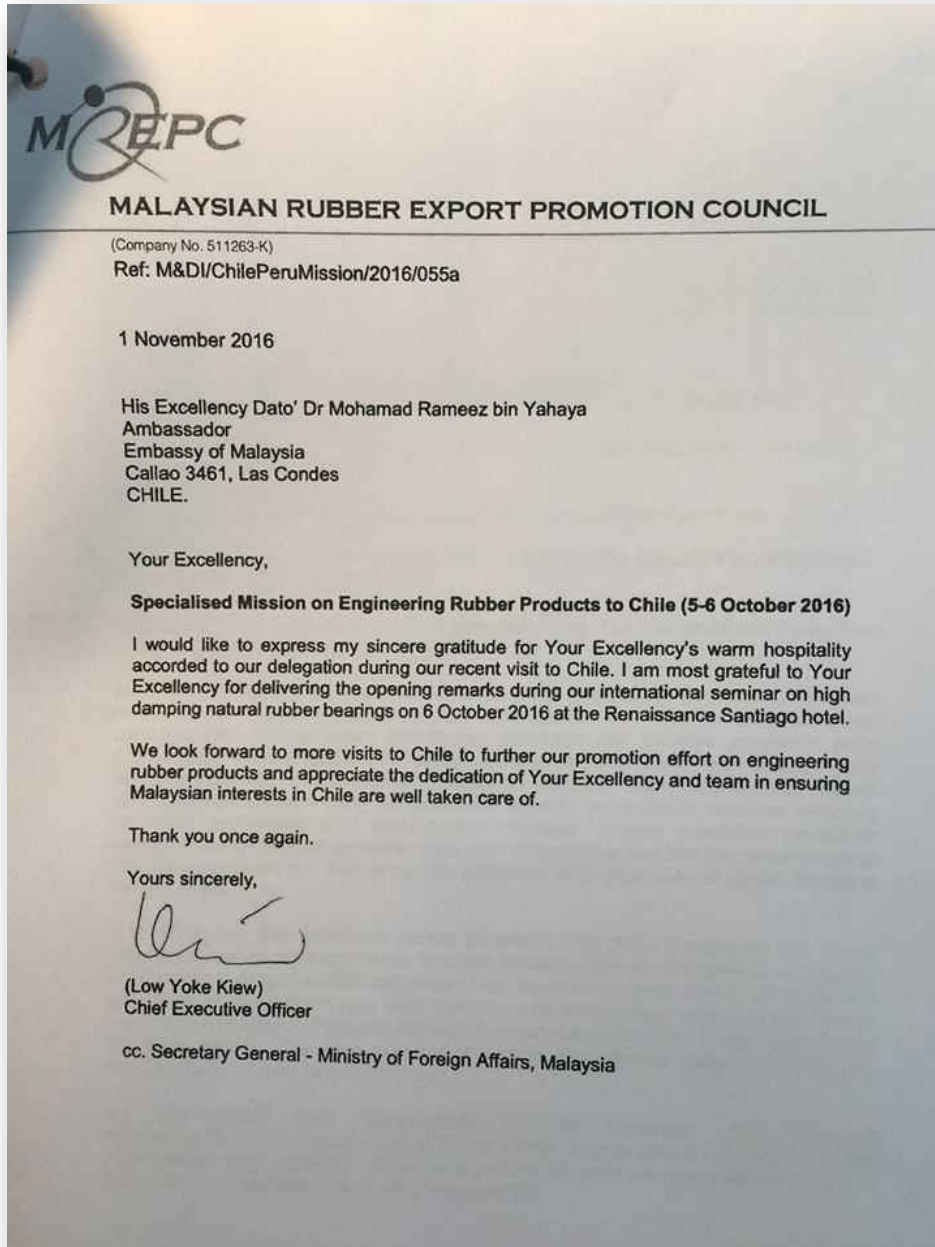 MREPC
MALAYSIAN RUBBER EXPORT PROMOTION COUNCIL
(Company No. 511263-K)
Ref: M&DI/ChilePeruMission/2016/055a
1 November 2016
His Excellency Dato' Dr Mohamad Rameez bin Yahaya
Ambassador
Embassy of Malaysia
Callao 3461, Las Condes
CHILE.
Your Excellency,
Specialised Mission on Engineering Rubber Products to Chile (5-6 October 2016)
I would like to express my sincere gratitude for Your Excellency's warm hospitality
accorded to our delegation during our recent visit to Chile. I am most grateful to Your
Excellency for delivering the opening remarks during our international seminar on high
damping natural rubber bearings on 6 October 2016 at the Renaissance Santiago hotel.
We look forward to more visits to Chile to further our promotion effort on engineering
rubber products and appreciate the dedication of Your Excellency and team in ensuring
Malaysian interests in Chile are well taken care of.
Thank you once again.
Yours sincerely,
(Low Yoke Kiew)
Chief Executive Officer
cc. Secretary General - Ministry of Foreign Affairs, Malaysia